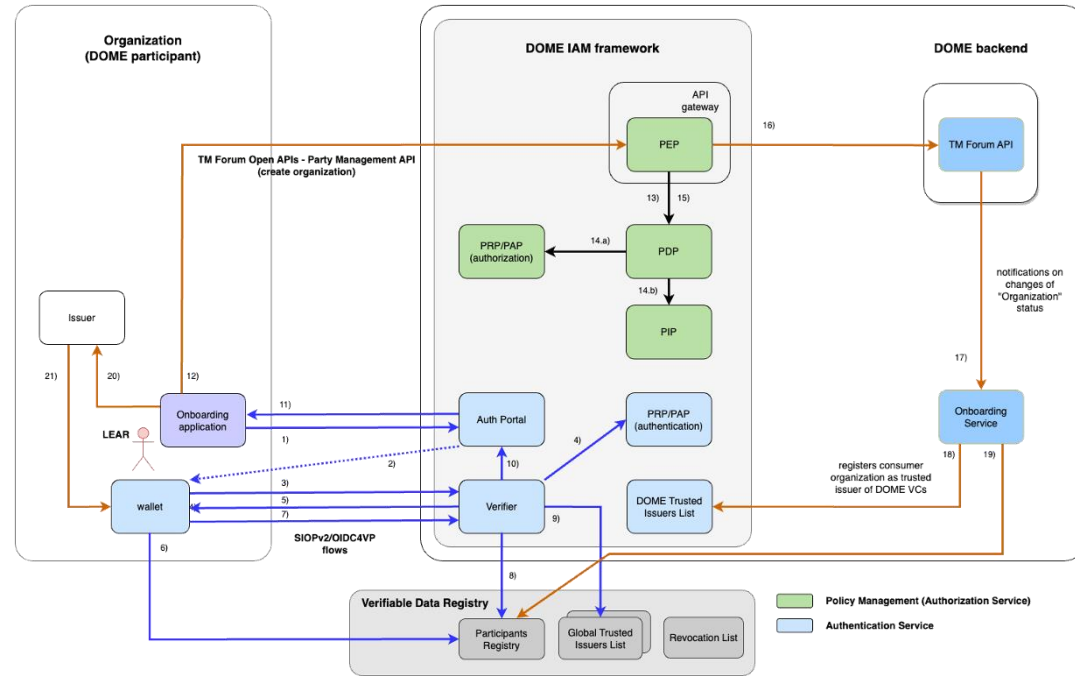 Organization
(DOME participant)
DOME IAM framework
DOME backend
API
gateway
PEP
16)
TM Forum API
TM Forum Open APIs - Party Management API
(create organization)
13)
15)
PRP/PAP
(authorization)
14.a)
PDP
14.b)
PIP
notifications on
changes of
"Organization"
status
Issuer
21)
20)
12)
17)
Onboarding
application
11)
1)
Auth Portal
PRP/PAP
(authentication)
Onboarding
Service
LEAR
2)
10)
4)
18)
19)
registers consumer
organization as trusted
issuer of DOME VCs
wallet
3)
5)
7)
Verifier
9)
DOME Trusted
Issuers List
SIOPv2/OIDC4VP
flows
6)
8)
Verifiable Data Registry
Participants
Registry
Global Trusted
Issuers List
Revocation List
Policy Management (Authorization Service)
Authentication Service